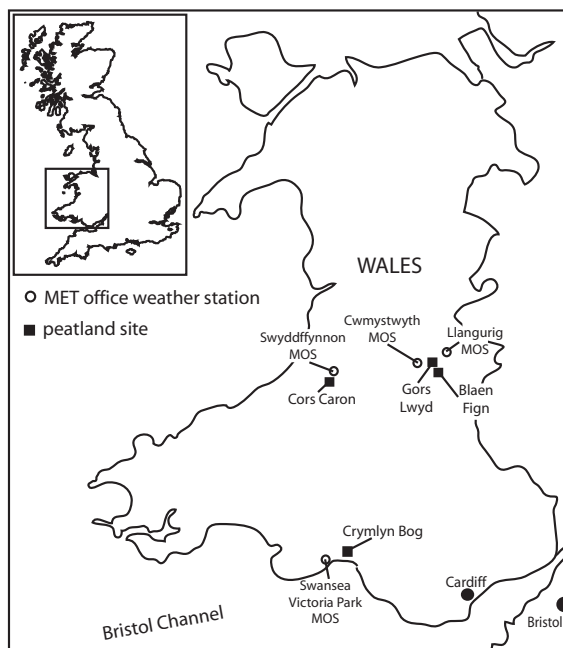 WALES
MET office weather station
peatland site
Swyddffynnon
MOS
Cors Caron
Cwmystwyth
MOS
Llangurig
MOS
Gors
Lwyd
Blaen
Fign
Crymlyn Bog
Swansea
Victoria Park
MOS
Cardiff
Bristol
Bristol Channel